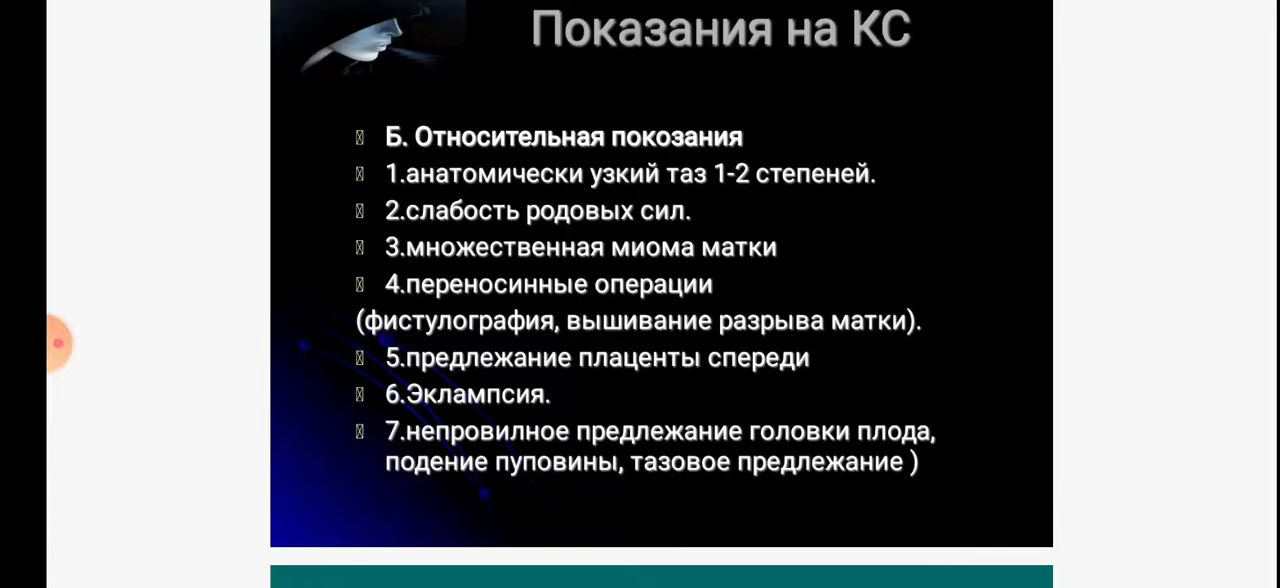 Показания на КС
Б. Относительная покозания
1.анатомически узкий таз 1-2 степеней.
2.слабость родовых сил.
3.множественная миома матки
4.переносинные операции
(фистулография, вышивание разрыва матки).
5.предлежание плаценты спереди
6.Эклампсия.
7.непровилное предлежание головки плода,
подение пуповины, тазовое предлежание )